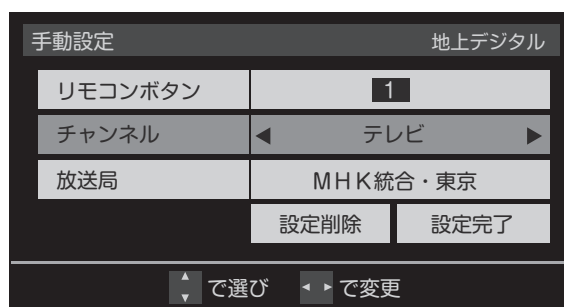 手動設定 地上デジタル
リモコンボタン 1
チャンネル ◀ テレビ ▶
放送局 MHK統合・東京
設定削除 設定完了
で選び で変更